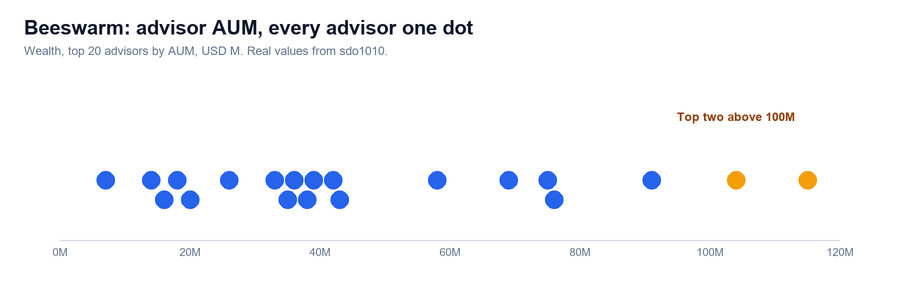 Beeswarm: advisor AUM, every advisor one dot
Wealth, top 20 advisors by AUM, USD M. Real values from sdo1010.
Top two above 100M
0M 20M 40M 60M 80M 100M 120M